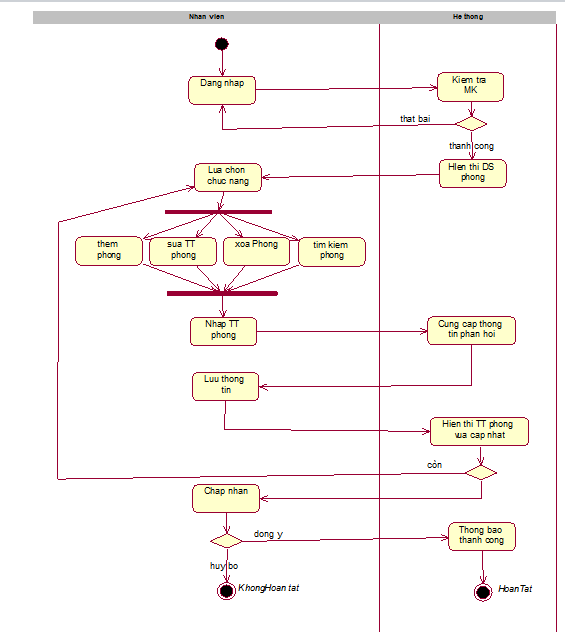 Nhan vien
He thong
Dang nhap
Kiem tra
MK
that bai
thanh cong
Lua chon
chuc nang
HIen thi DS
phong
them
phong
sua TT
phong
xoa Phong
tim kiem
phong
Nhap TT
phong
Cung cap thong
tin phan hoi
Luu thong
tin
Hien thi TT phong
vua cap nhat
còn
Chap nhan
dong y
Thong bao
thanh cong
huy bo
KhongHoan tat
HoanTat